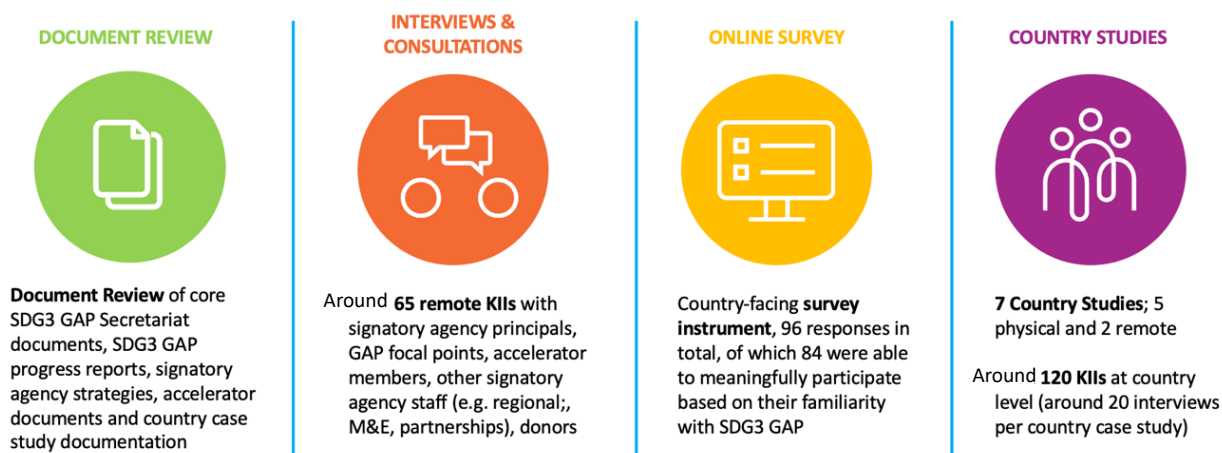 DOCUMENT REVIEW
Document Review of core
SDG3 GAP Secretariat
documents, SDG3 GAP
progress reports, signatory
agency strategies, accelerator
documents and country case
study documentation
INTERVIEWS &
CONSULTATIONS
Around 65 remote KIIs with
signatory agency principals,
GAP focal points, accelerator
members, other signatory
agency staff (e.g. regional;,
M&E, partnerships), donors
ONLINE SURVEY
Country-facing survey
instrument, 96 responses in
total, of which 84 were able
to meaningfully participate
based on their familiarity
with SDG3 GAP
COUNTRY STUDIES
7 Country Studies; 5
physical and 2 remote
Around 120 KIIs at country
level (around 20 interviews
per country case study)